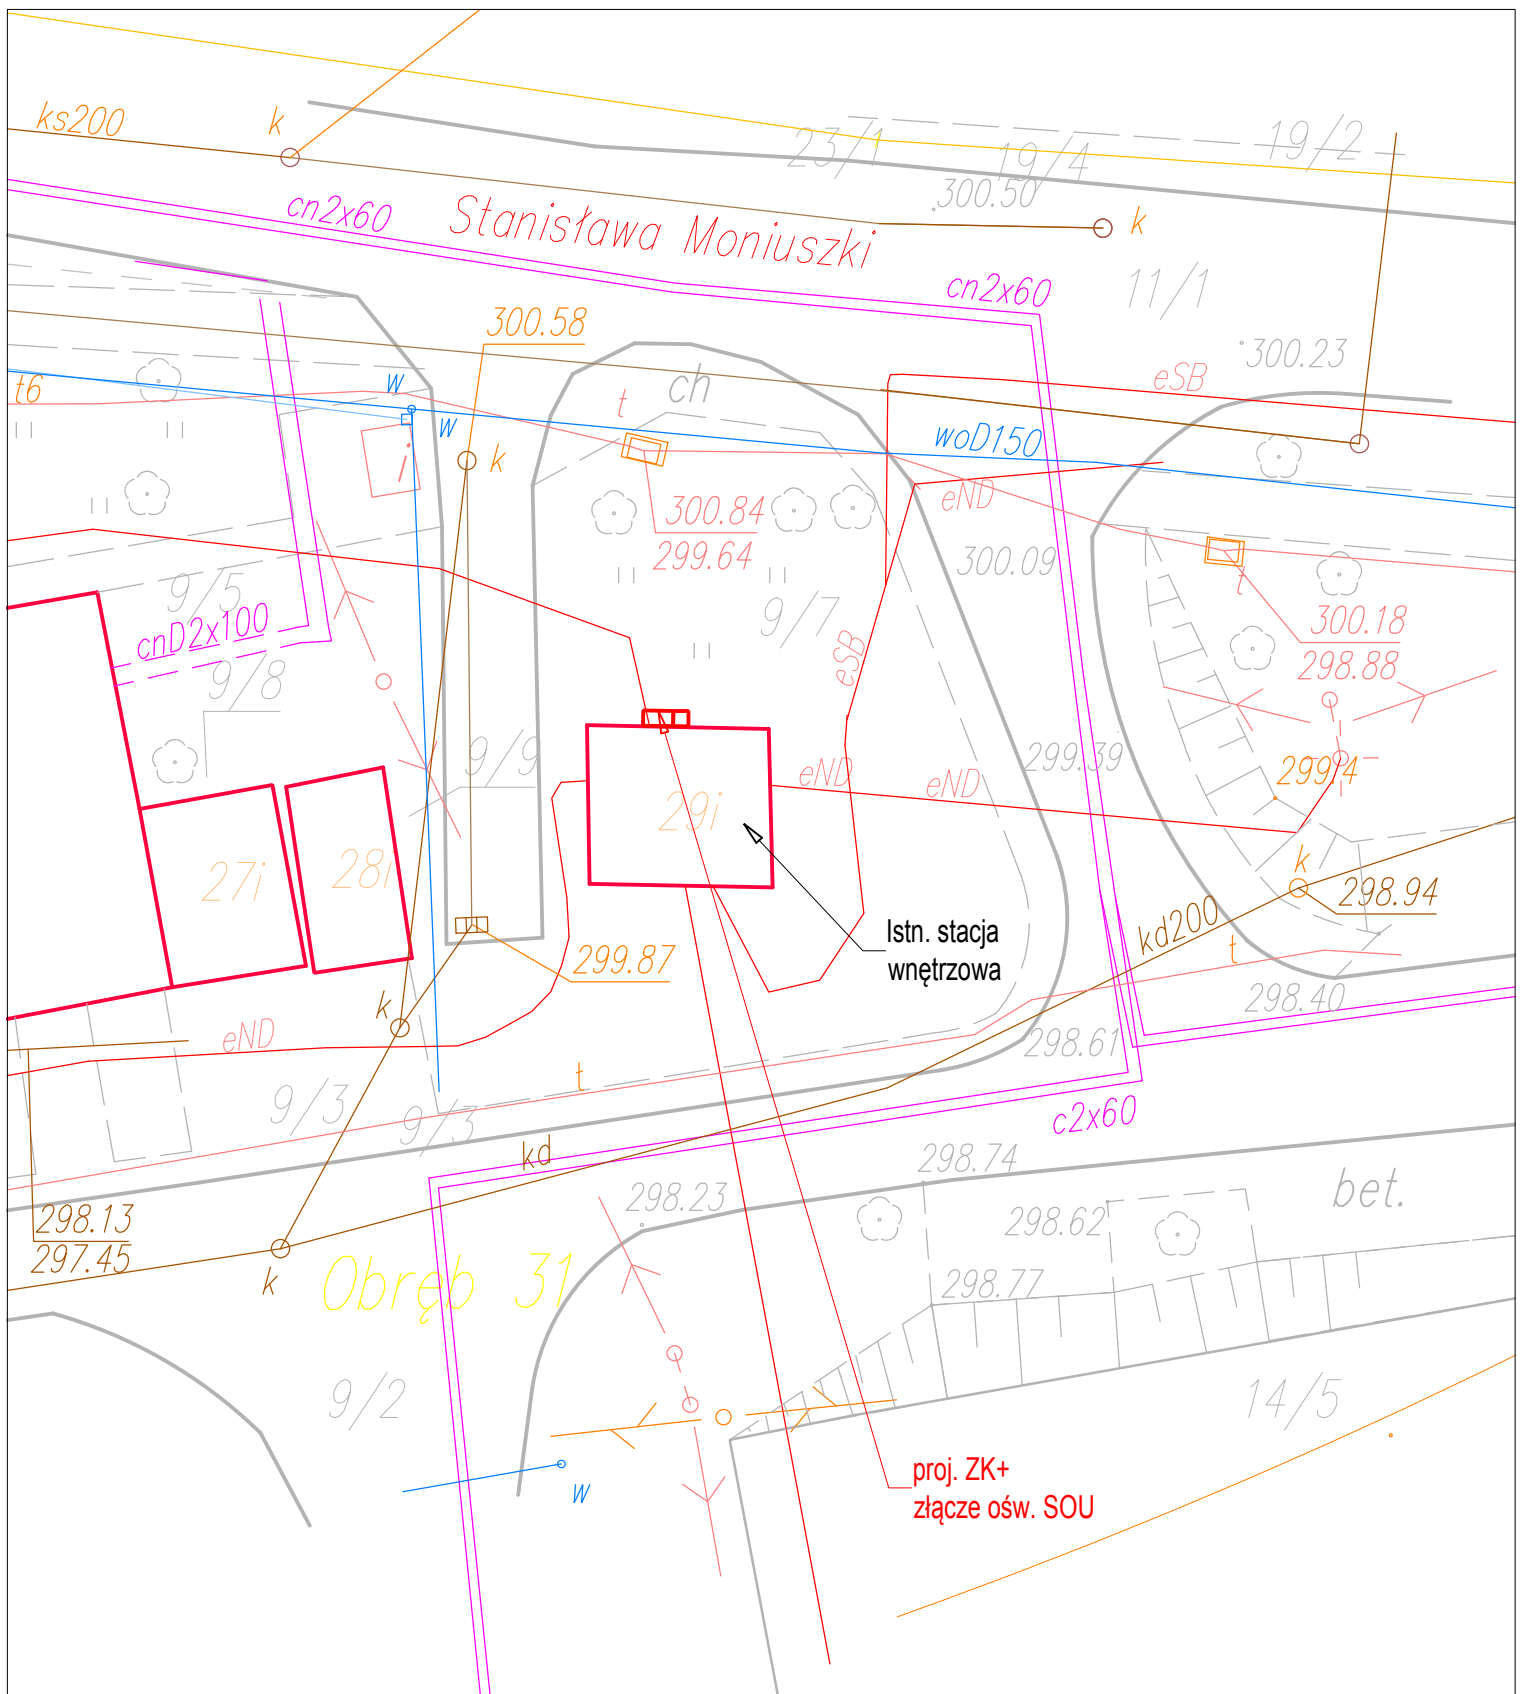 ks200
k
23/1
19/4
19/2
300.50
k
cn2x60
Stanisława Moniuszki
cn2x60
11/1
300.58
300.23
t6
w
w
k
t
ch
eSB
woD150
i
300.84
299.64
eND
300.09
9/5
9/7
t
300.18
298.88
cnD2x100
9/8
eSB
9/9
299.39
299.4
eND
eND
29i
27i
28i
k
298.94
kd200
Istn. stacja
wnętrzowa
299.87
t
k
298.40
eND
298.61
t
9/3
9/3
c2x60
kd
298.74
298.23
298.62
bet.
298.13
297.45
k
Obręb 31
298.77
9/2
14/5
w
proj. ZK+
złącze ośw. SOU